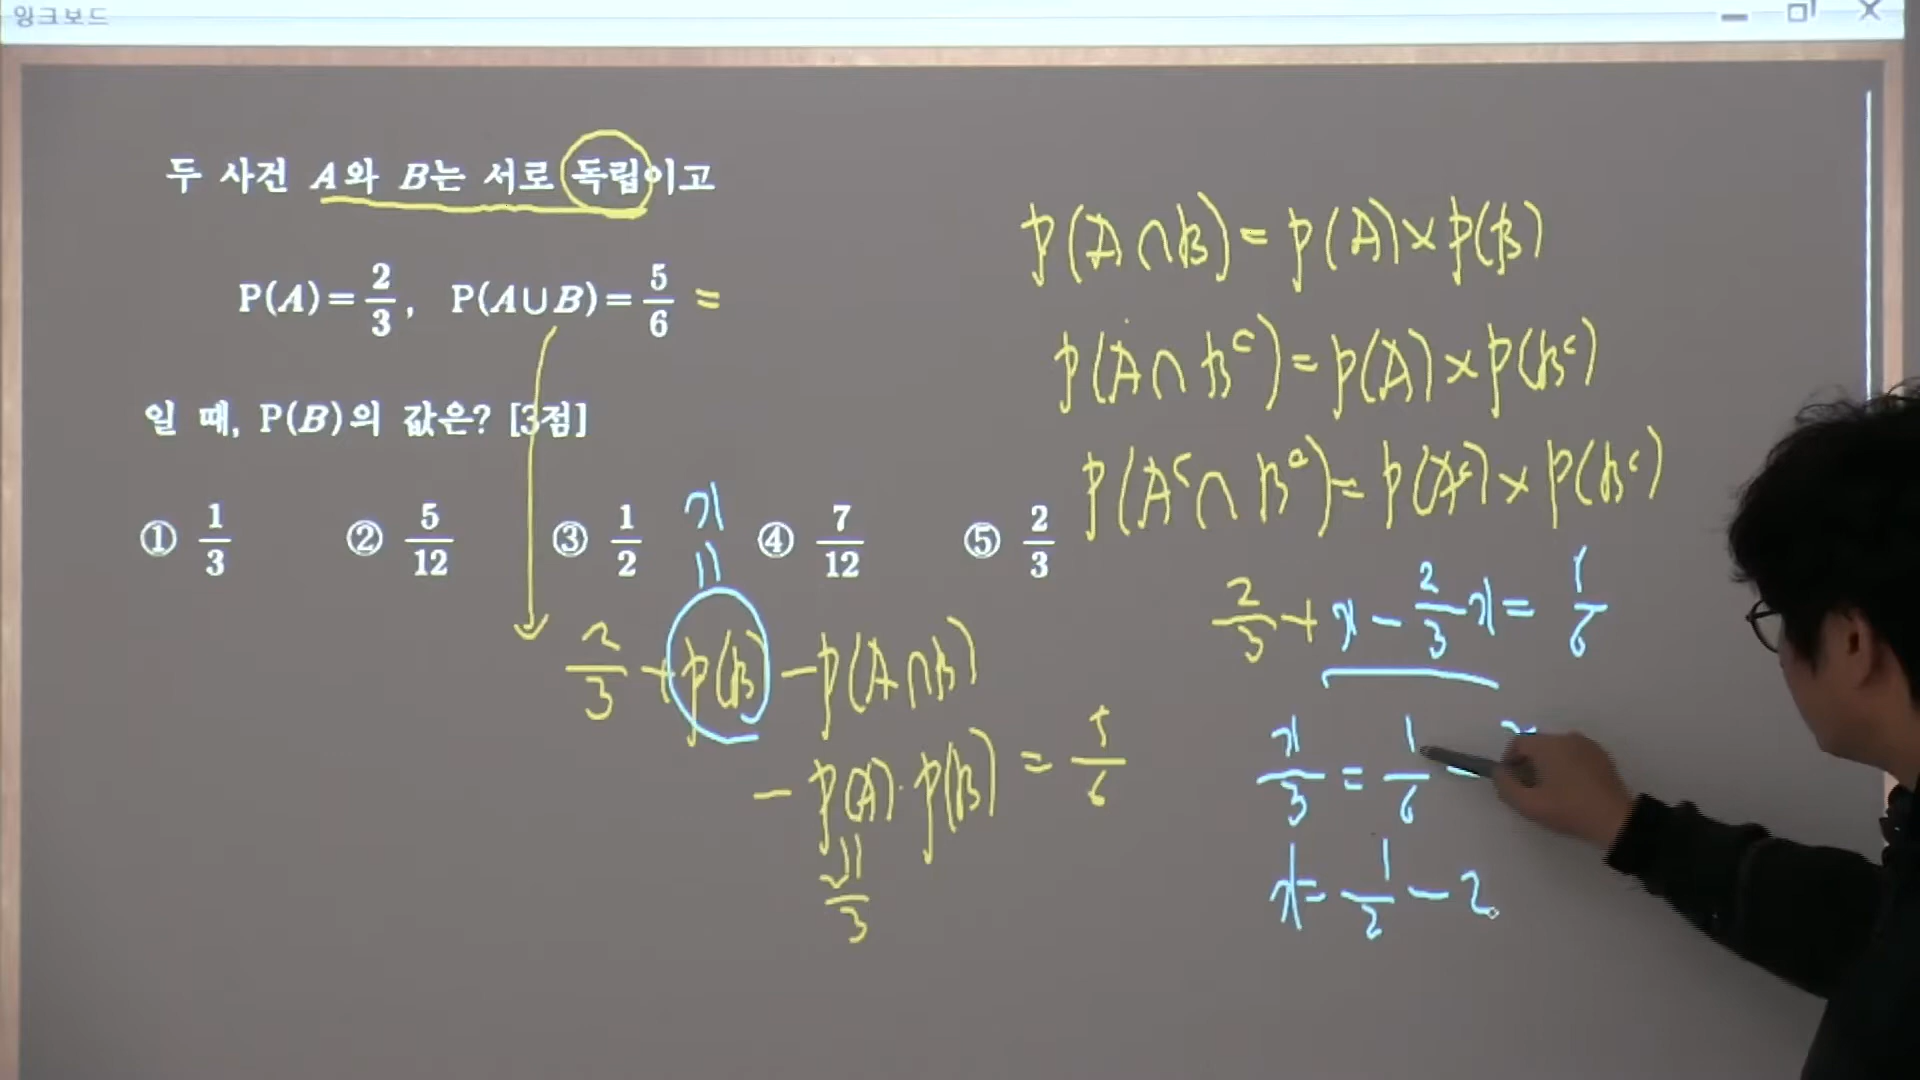 잉크보드
두 사건 A와 B는 서로 독립이고
P(A)=2/3, P(A∪B)=5/6 =
일 때, P(B)의 값은? [3점]
① 1/3 ② 5/12 ③ 1/2 ④ 7/12 ⑤ 2/3
x
=
2/3 + P(B) - P(A∩B)
- P(A)·P(B) = 5/6
=
2/3
P(A∩B) = P(A)×P(B)
P(A∩B^c) = P(A)×P(B^c)
P(A^c∩B^c) = P(A^c)×P(B^c)
2/3 + x - 2/3 x = 1/6
x/3 = 1/6 -
x = 1/2 - 2